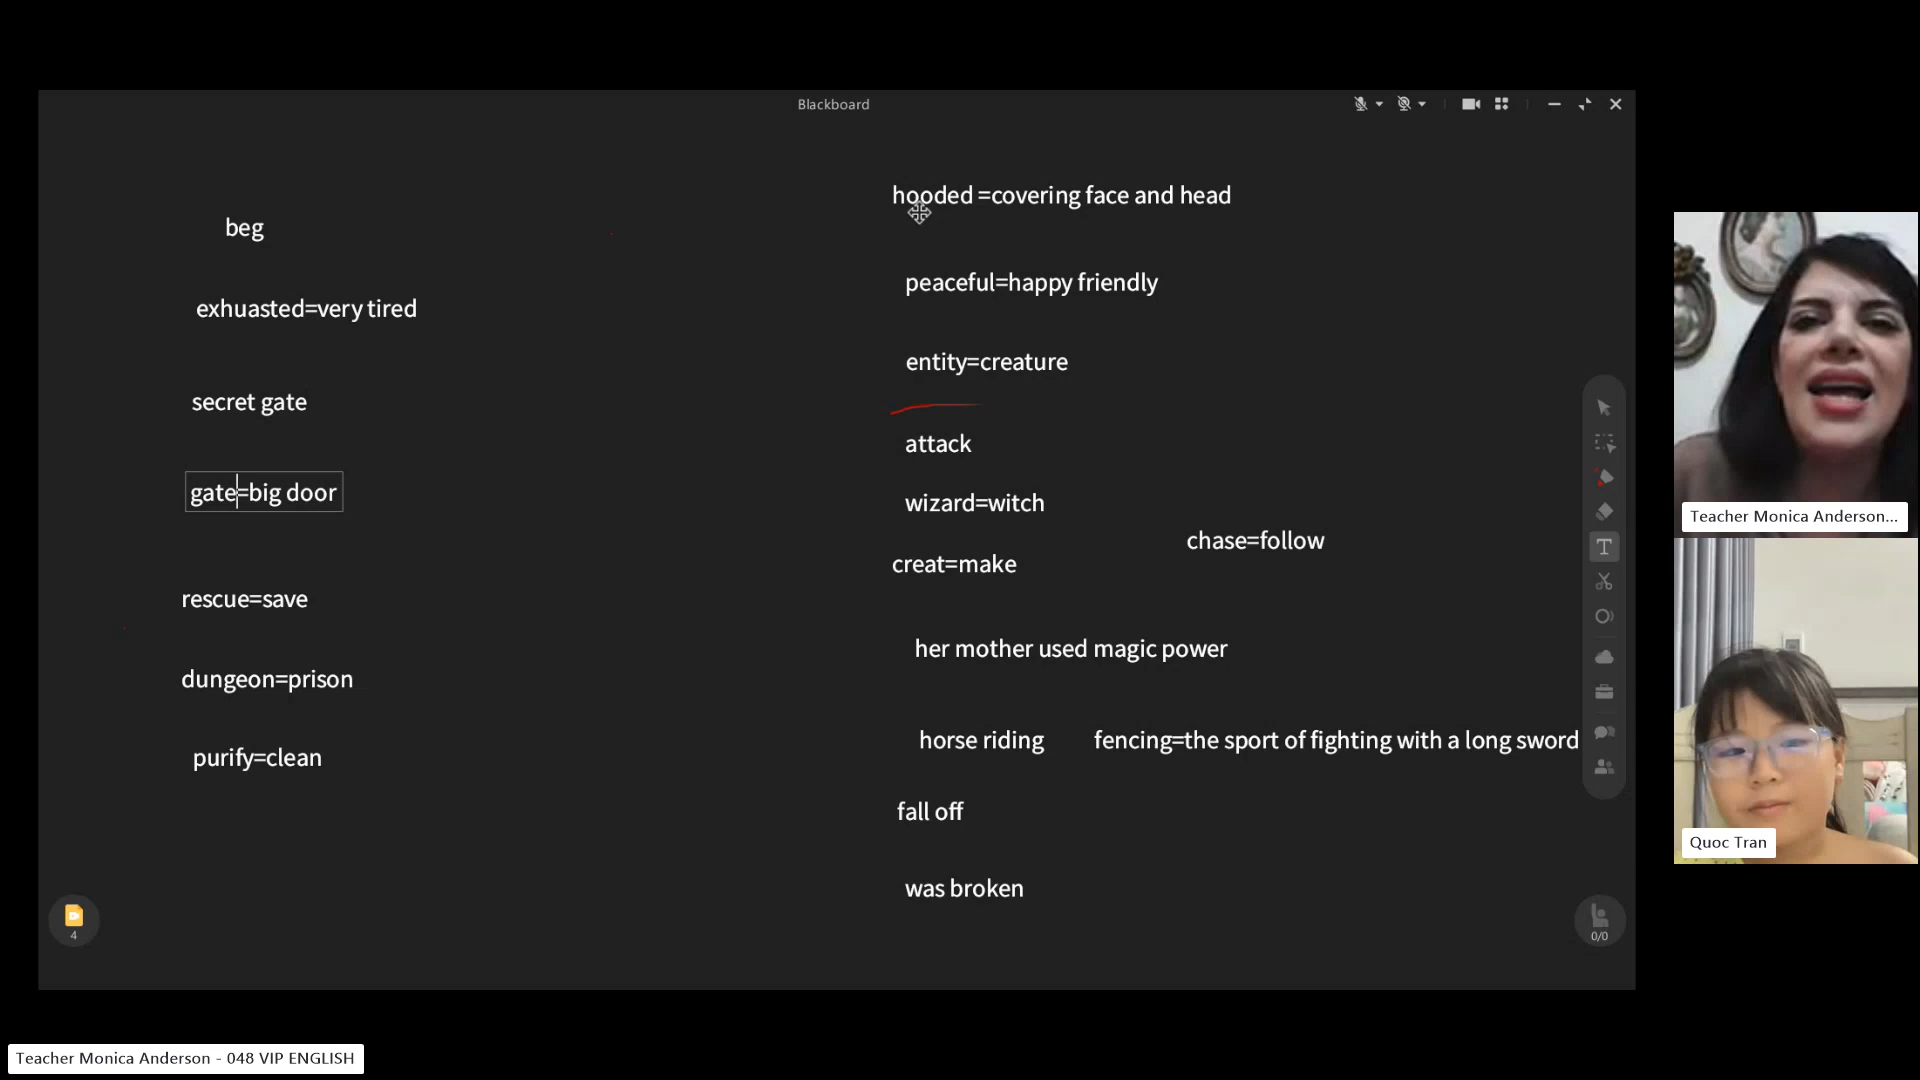 Blackboard
beg
exhuasted=very tired
secret gate
gate=big door
rescue=save
dungeon=prison
purify=clean
hooded =covering face and head
peaceful=happy friendly
entity=creature
attack
wizard=witch
chase=follow
creat=make
her mother used magic power
horse riding
fencing=the sport of fighting with a long sword
fall off
was broken
4
0/0
Teacher Monica Anderson...
Quoc Tran
Teacher Monica Anderson - 048 VIP ENGLISH